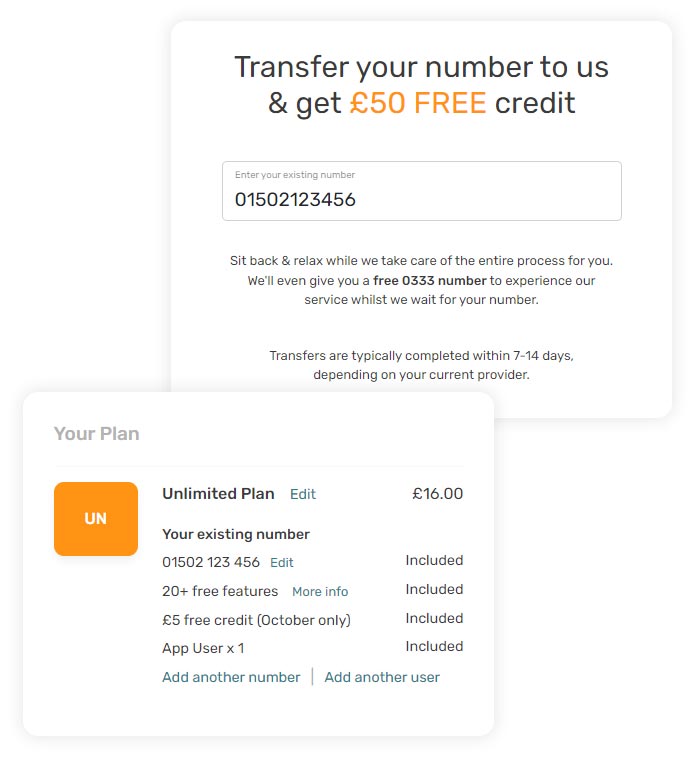 Transfer your number to us
& get £50 FREE credit
Enter your existing number
01502123456
Sit back & relax while we take care of the entire process for you.
We'll even give you a free 0333 number to experience our
service whilst we wait for your number.
Transfers are typically completed within 7-14 days,
depending on your current provider.
Your Plan
UN
Unlimited Plan Edit £16.00
Your existing number
01502 123 456 Edit Included
20+ free features More info Included
£5 free credit (October only) Included
App User x 1 Included
Add another number | Add another user